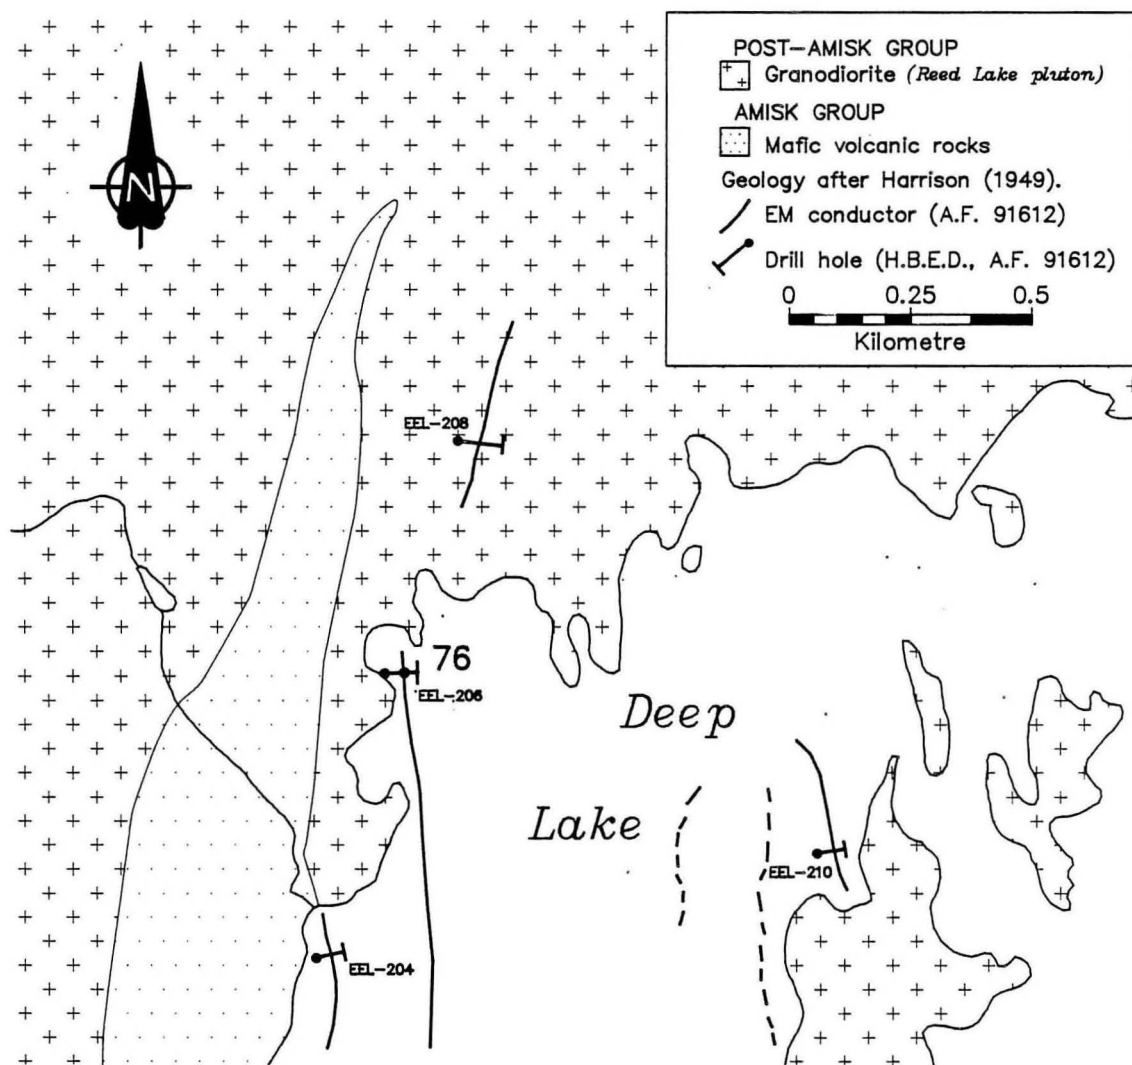 POST-AMISK GROUP
Granodiorite (Reed Lake pluton)
AMISK GROUP
Mafic volcanic rocks
Geology after Harrison (1949).
EM conductor (A.F. 91612)
Drill hole (H.B.E.D., A.F. 91612)
0 0.25 0.5
Kilometre
N
EEL-208
76
EEL-206
Deep
Lake
EEL-210
EEL-204